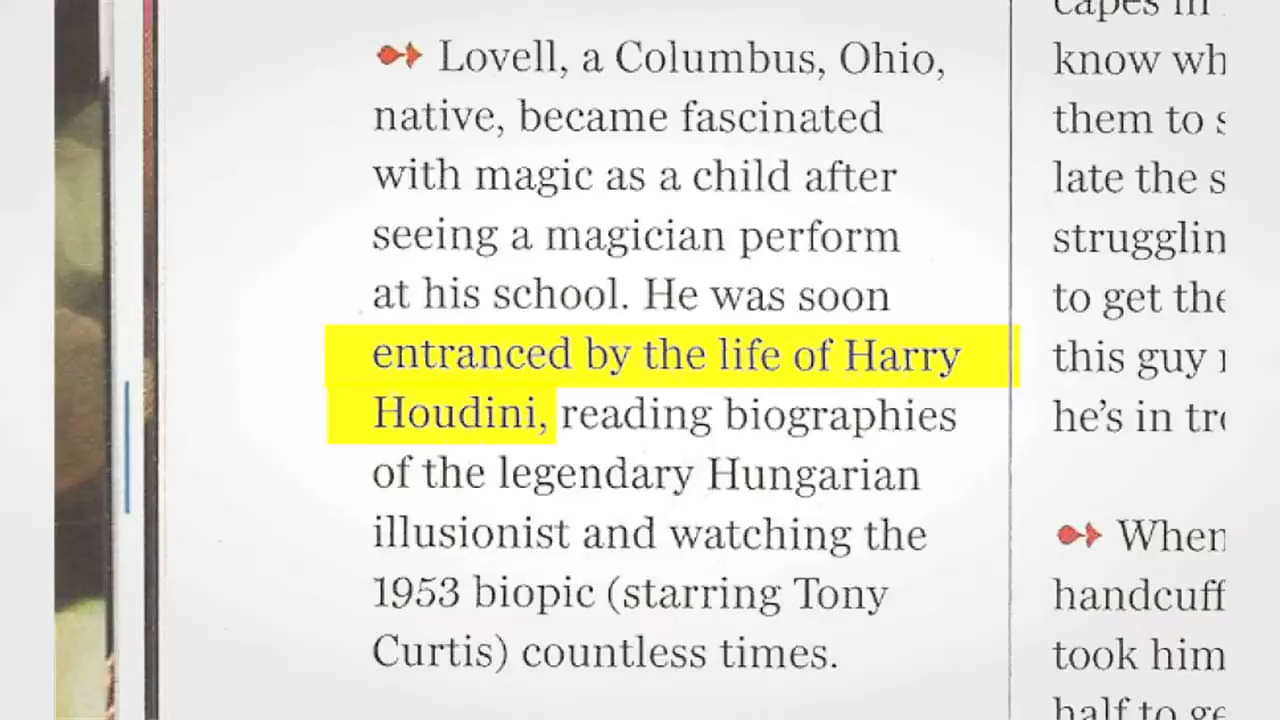 Lovell, a Columbus, Ohio,
native, became fascinated
with magic as a child after
seeing a magician perform
at his school. He was soon
entranced by the life of Harry
Houdini, reading biographies
of the legendary Hungarian
illusionist and watching the
1953 biopic (starring Tony
Curtis) countless times.
know
them to
late the
to get
this guy
he's in
When
took him
half to